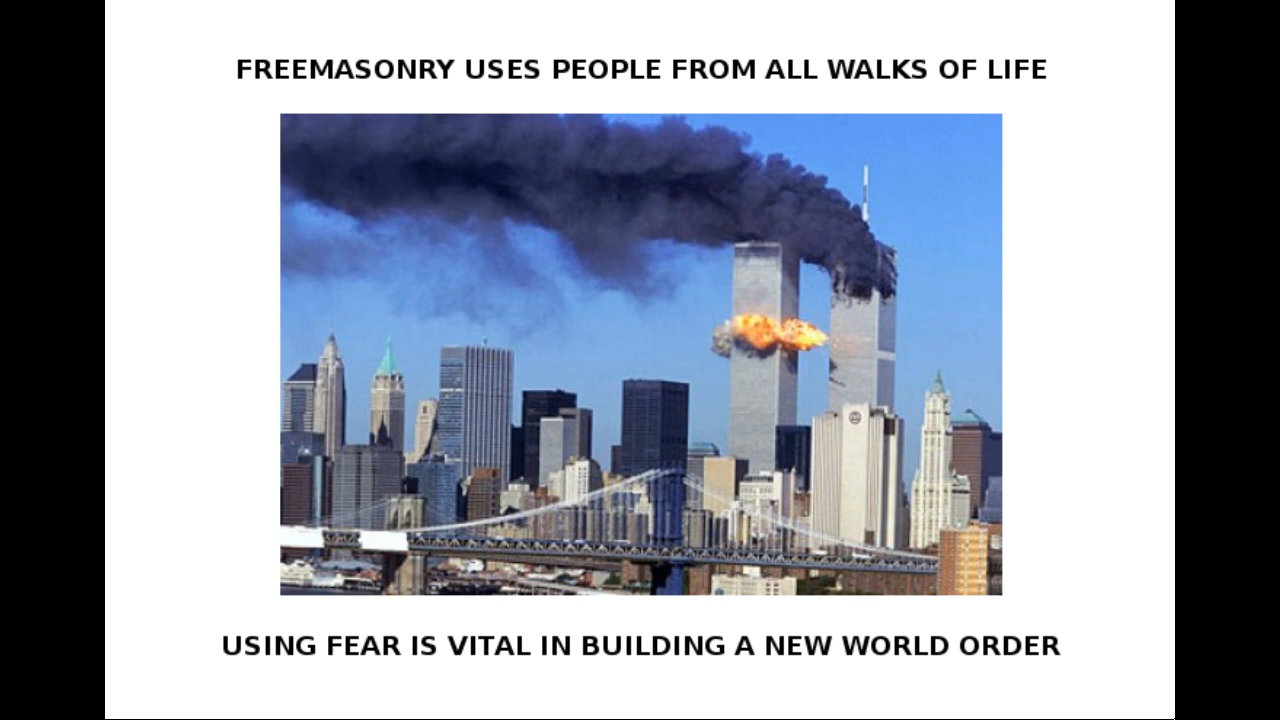 FREEMASONRY USES PEOPLE FROM ALL WALKS OF LIFE
USING FEAR IS VITAL IN BUILDING A NEW WORLD ORDER